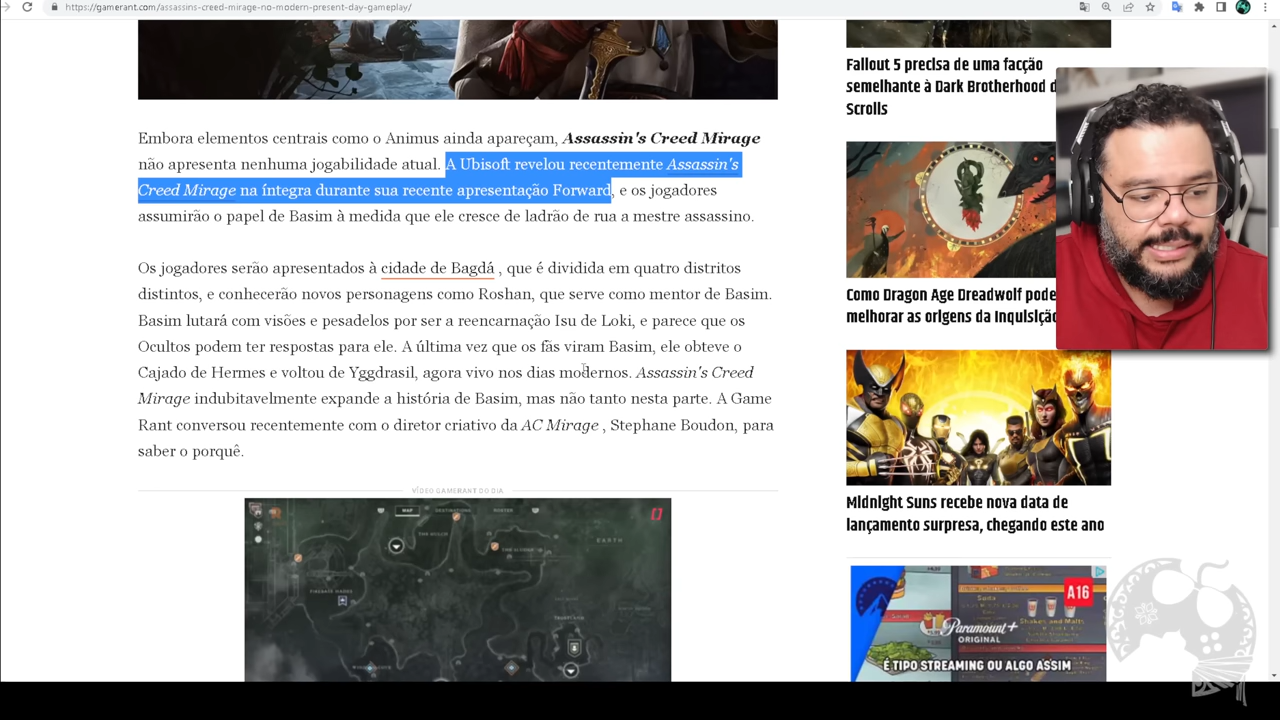 https://gamerant.com/assassins-creed-mirage-no-modern-present-day-gameplay/
Embora elementos centrais como o Animus ainda apareçam, Assassin's Creed Mirage
não apresenta nenhuma jogabilidade atual. A Ubisoft revelou recentemente Assassin's
Creed Mirage na íntegra durante sua recente apresentação Forward, e os jogadores
assumirão o papel de Basim à medida que ele cresce de ladrão de rua a mestre assassino.
Os jogadores serão apresentados à cidade de Bagdá , que é dividida em quatro distritos
distintos, e conhecerão novos personagens como Roshan, que serve como mentor de Basim.
Basim lutará com visões e pesadelos por ser a reencarnação Isu de Loki, e parece que os
Ocultos podem ter respostas para ele. A última vez que os fãs viram Basim, ele obteve o
Cajado de Hermes e voltou de Yggdrasil, agora vivo nos dias modernos. Assassin's Creed
Mirage indubitavelmente expande a história de Basim, mas não tanto nesta parte. A Game
Rant conversou recentemente com o diretor criativo da AC Mirage , Stephane Boudon, para
saber o porquê.
VÍDEO GAMERANT DO DIA
MAP
DESTINATIONS
ROSTER
EARTH
Fallout 5 precisa de uma facção
semelhante à Dark Brotherhood d
Scrolls
Como Dragon Age Dreadwolf pode
melhorar as origens da Inquisiçã
Midnight Suns recebe nova data de
lançamento surpresa, chegando este ano
A16
Sodas
Shakes and Malts
Paramount+
ORIGINAL
É TIPO STREAMING OU ALGO ASSIM